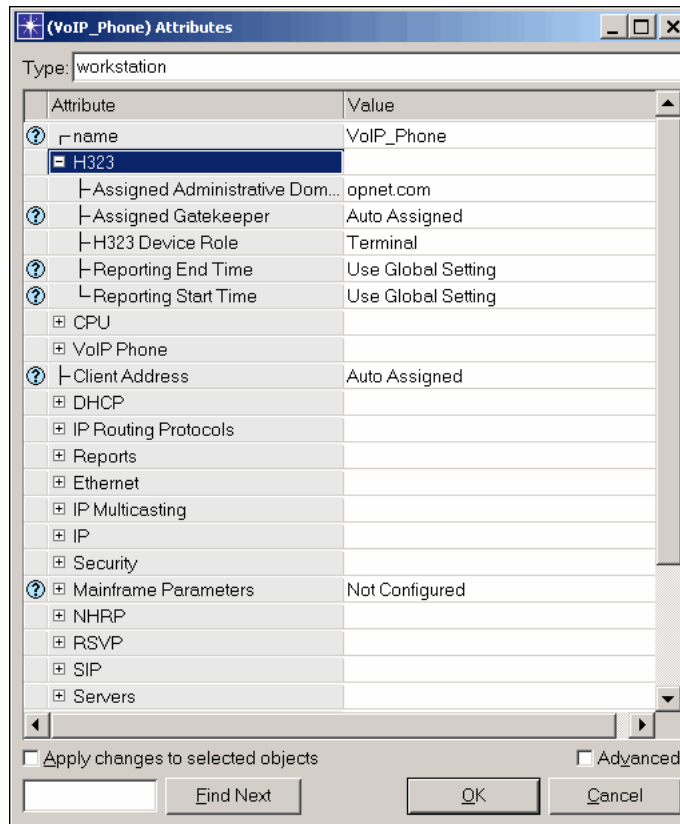 (VoIP_Phone) Attributes
Type: workstation
Attribute Value
name VoIP_Phone
H323
Assigned Administrative Dom... opnet.com
Assigned Gatekeeper Auto Assigned
H323 Device Role Terminal
Reporting End Time Use Global Setting
Reporting Start Time Use Global Setting
CPU
VoIP Phone
Client Address Auto Assigned
DHCP
IP Routing Protocols
Reports
Ethernet
IP Multicasting
IP
Security
Mainframe Parameters Not Configured
NHRP
RSVP
SIP
Servers
Apply changes to selected objects Advanced
Find Next OK Cancel